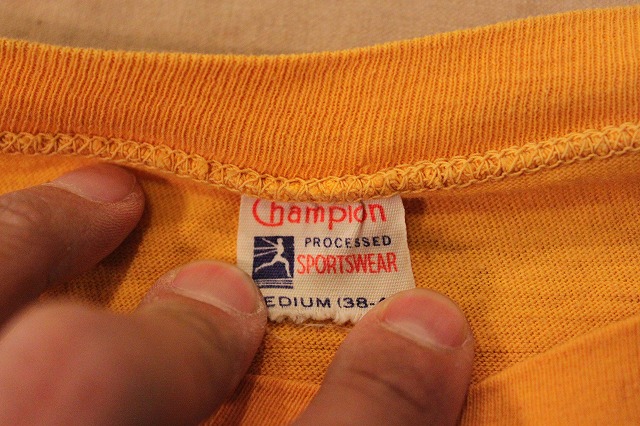 Champion
PROCESSED
SPORTSWEAR
EDIUM (38-4